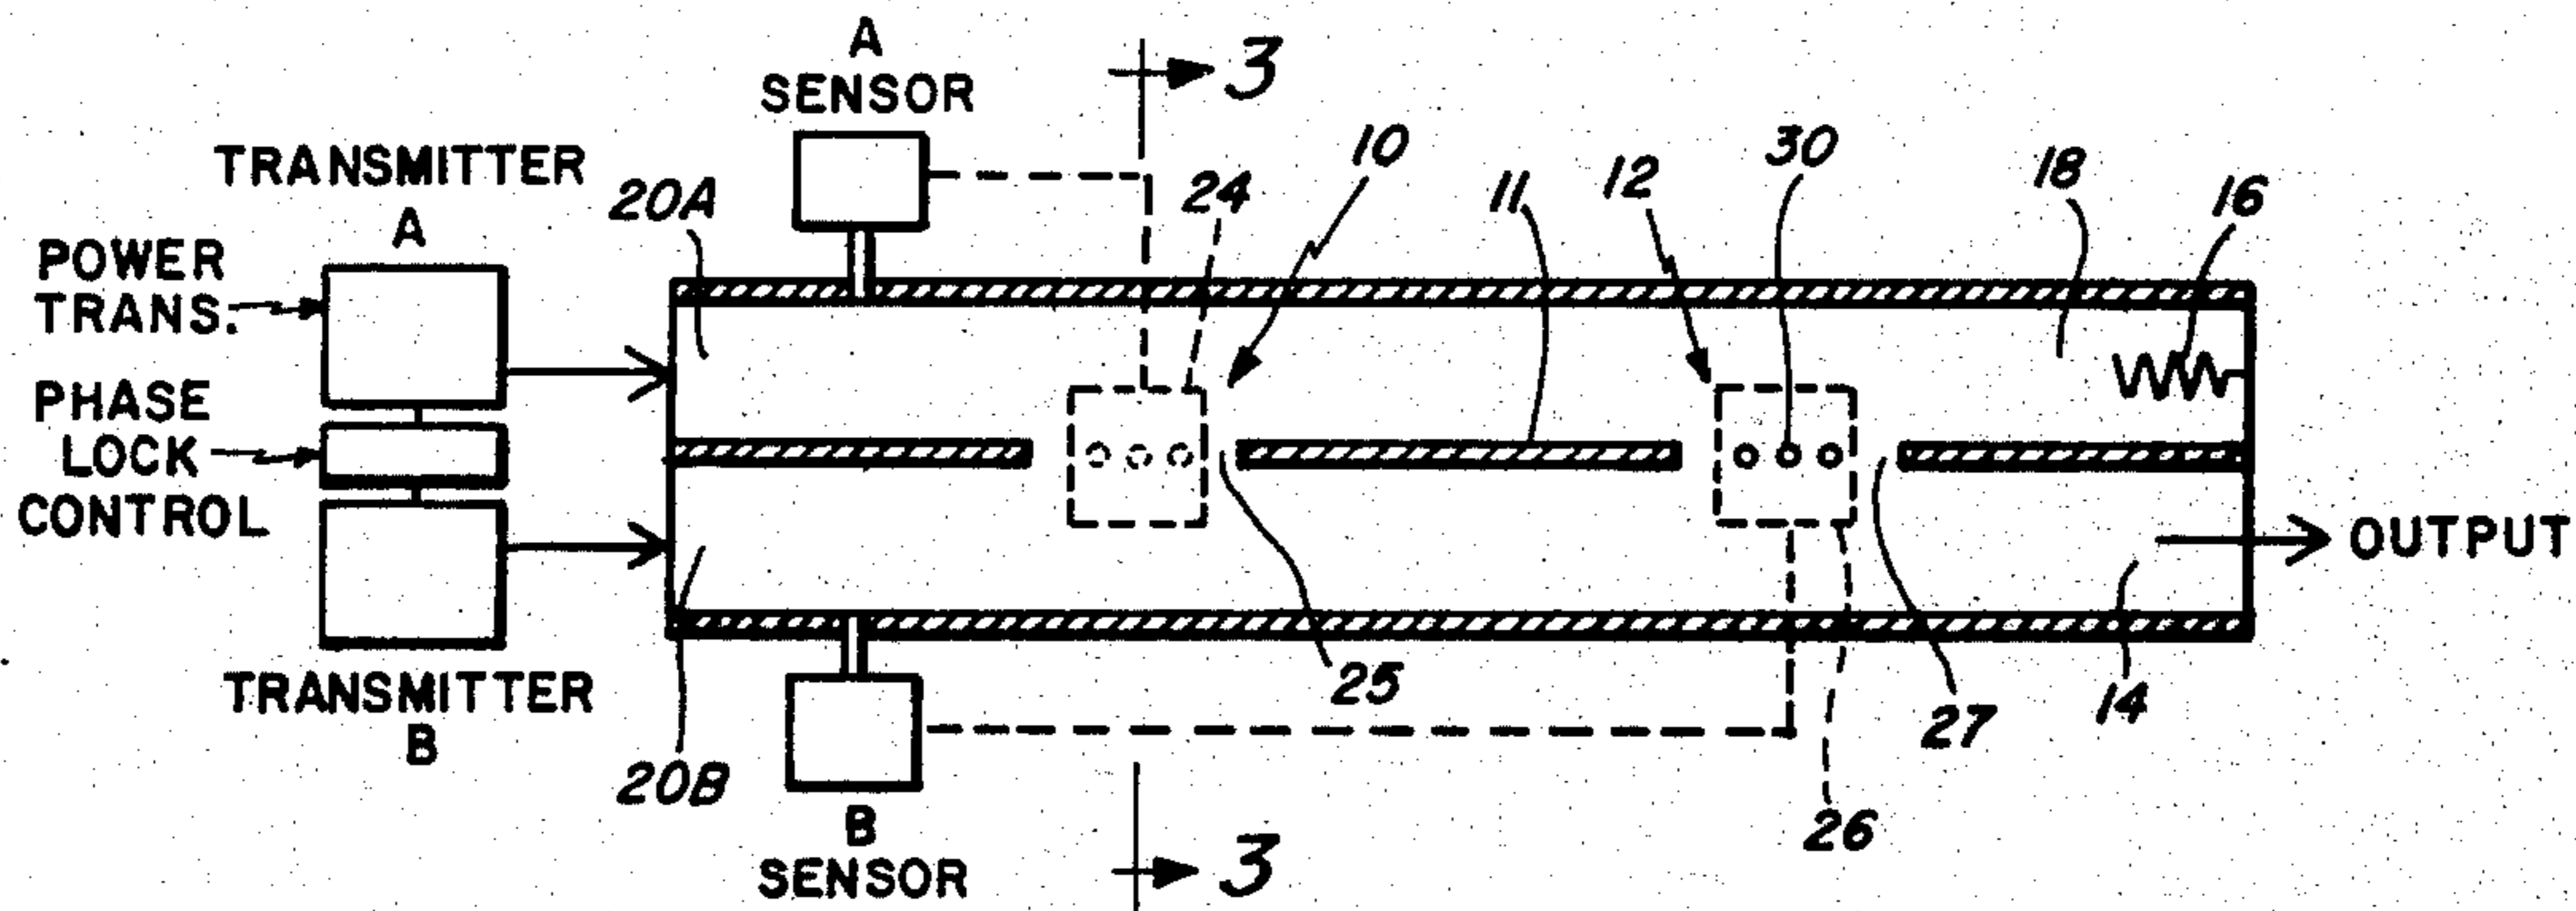 A
SENSOR
3
TRANSMITTER
A
20A
24
10
11
12
30
18
16
POWER
TRANS.
PHASE
LOCK
CONTROL
OUTPUT
TRANSMITTER
B
20B
25
27
14
26
B
SENSOR
3